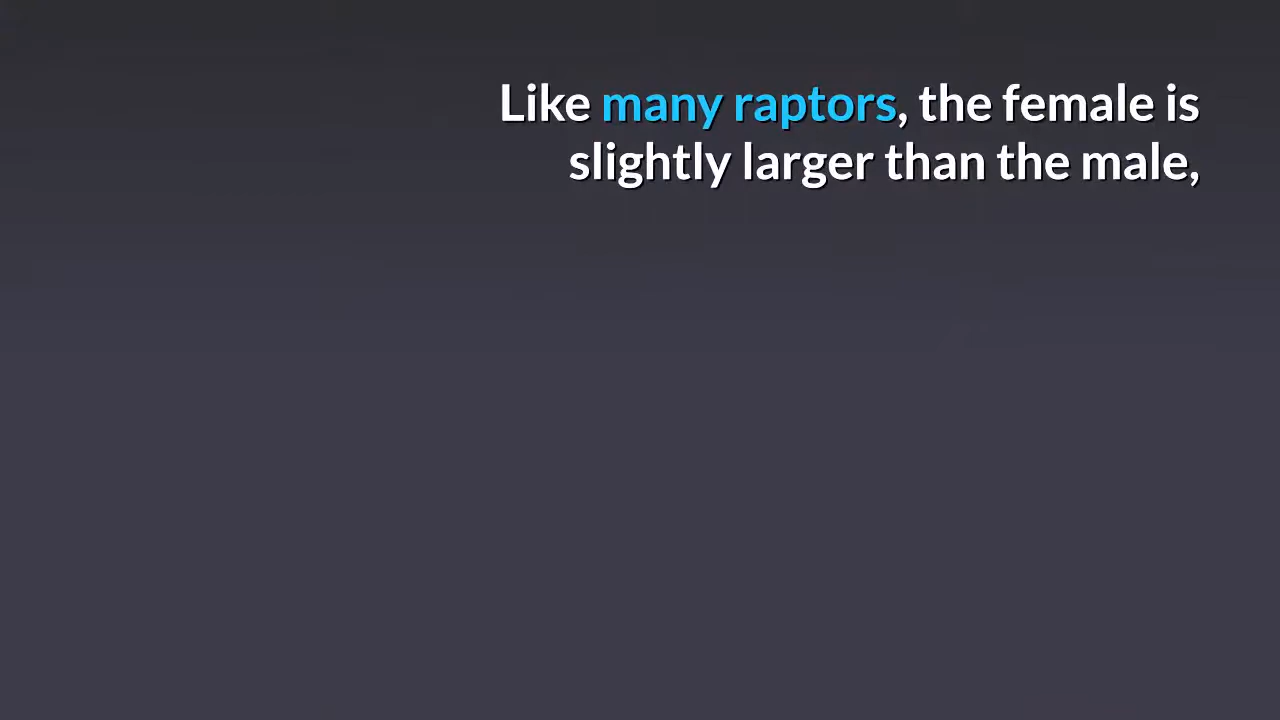 Like many raptors, the female is
slightly larger than the male,